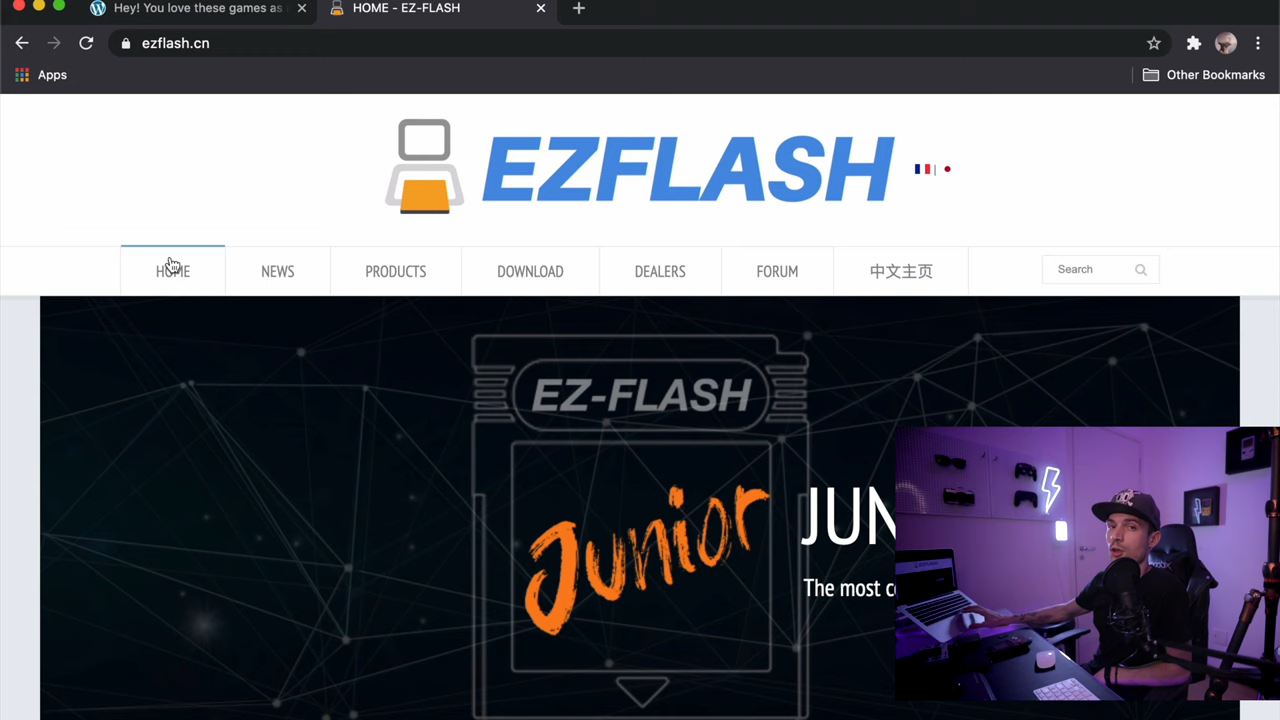 Hey! You love these games as
HOME - EZ-FLASH
ezflash.cn
Apps
Other Bookmarks
EZFLASH
HOME
NEWS
PRODUCTS
DOWNLOAD
DEALERS
FORUM
中文主页
Search
EZ-FLASH
Junior
JUN
The most c